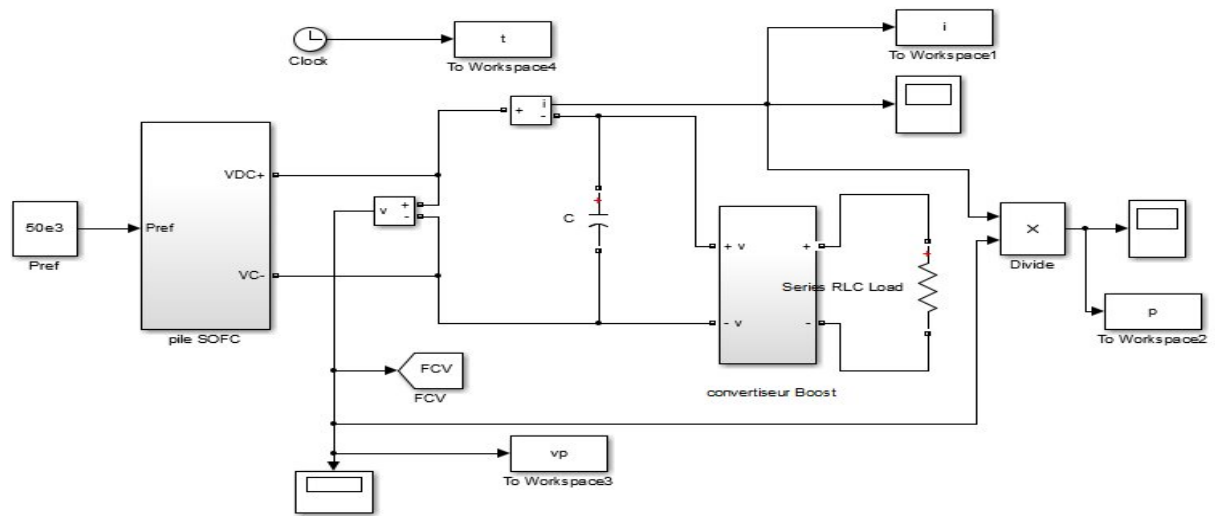 Clock
t
To Workspace4
i
To Workspace1
+
i
-
VDC+
v
+
-
50e3
Pref
Pref
VC-
pile SOFC
+
C
+ v
+
- v
-
+
Series RLC Load
convertiseur Boost
×
Divide
p
To Workspace2
FCV
FCV
vp
To Workspace3